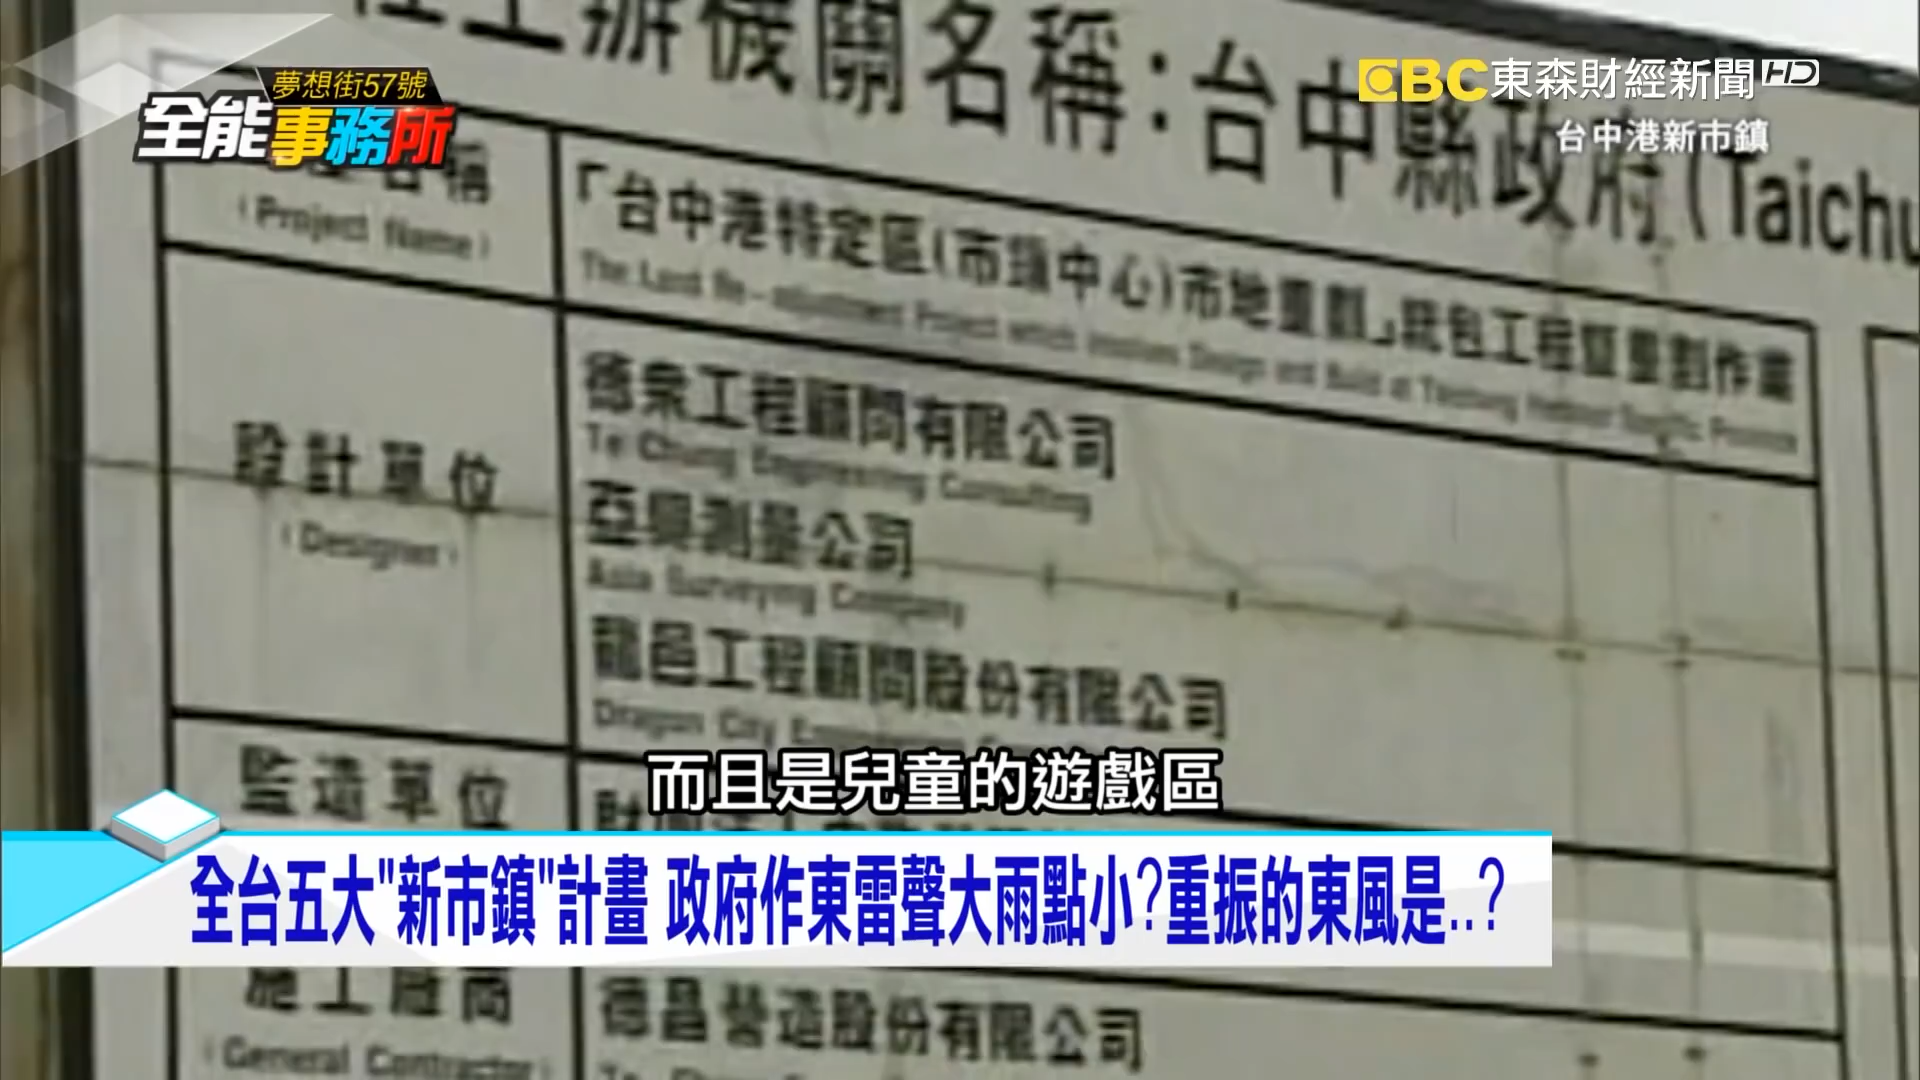 主辦機關名稱：台中縣政府(Taichu
夢想街57號
全能事務所
EBC東森財經新聞HD
台中港新市鎮
(Project Name)
「台中港特定區(市鎮中心)市地重劃」統包工程暨重劃作業
設計單位
(Designer)
德衆工程顧問有限公司
Te Ching Engineering Consulting
亞興測量公司
Asia Surveying Company
龍邑工程顧問股份有限公司
Dragon City
監造單位
而且是兒童的遊戲區
全台五大"新市鎮"計畫 政府作東雷聲大雨點小?重振的東風是..?
施工廠商
(General Contractor)
德昌營造股份有限公司